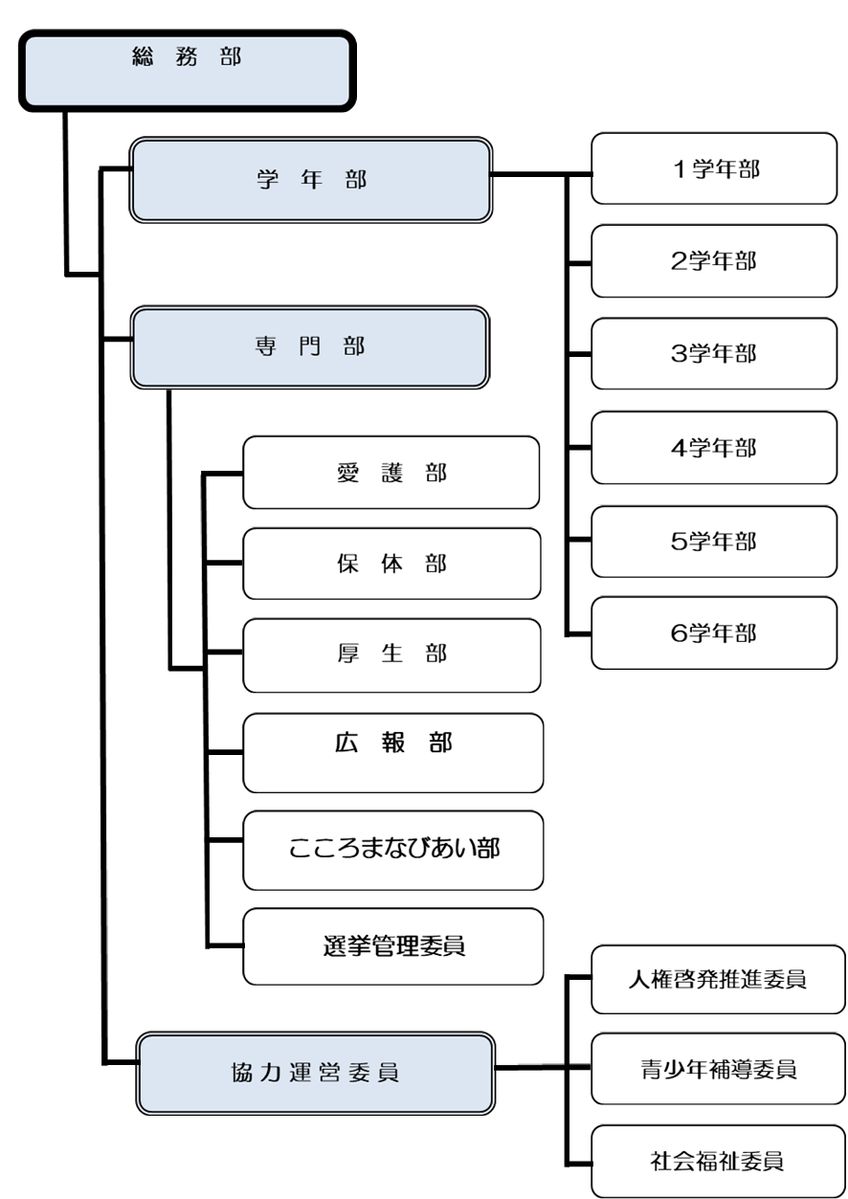 総　務　部
学　年　部
１学年部
２学年部
３学年部
４学年部
５学年部
６学年部
専　門　部
愛　護　部
保　体　部
厚　生　部
広　報　部
こころまなびあい部
選挙管理委員
協力運営委員
人権啓発推進委員
青少年補導委員
社会福祉委員